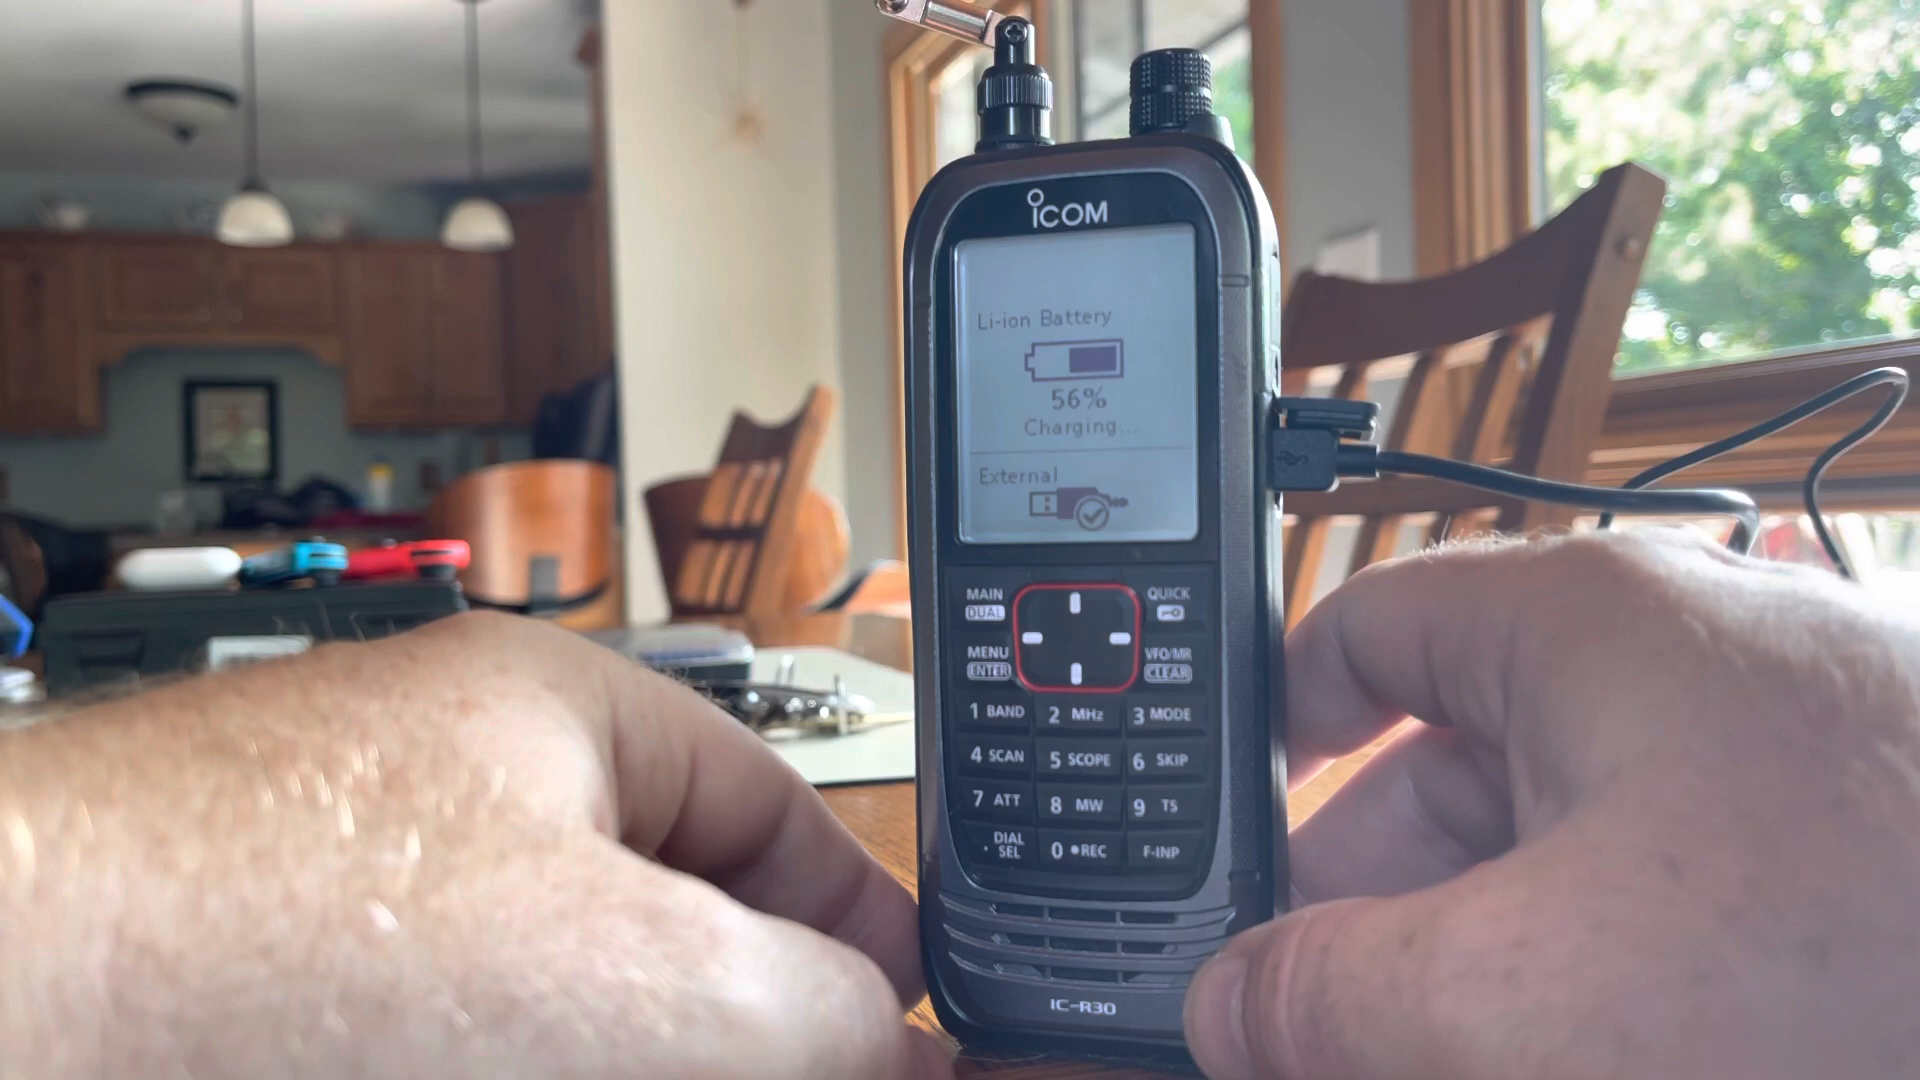 ICOM
Li-ion Battery
56%
Charging...
External
MAIN
DUAL
QUICK
MENU
ENTER
VFO/MR
CLEAR
1 BAND
2 MHz
3 MODE
4 SCAN
5 SCOPE
6 SKIP
7 ATT
8 MW
9 TS
. DIAL SEL
0 •REC
F-INP
IC-R30